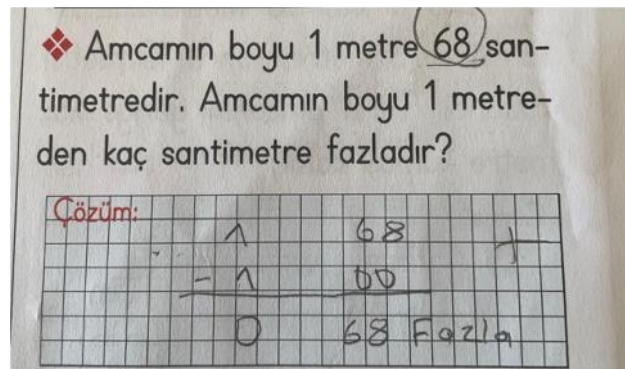 Amcamın boyu 1 metre 68 san-
timetredir. Amcamın boyu 1 metre-
den kaç santimetre fazladır?
Çözüm:
1 68 +
- 1 00
0 68 Fazla